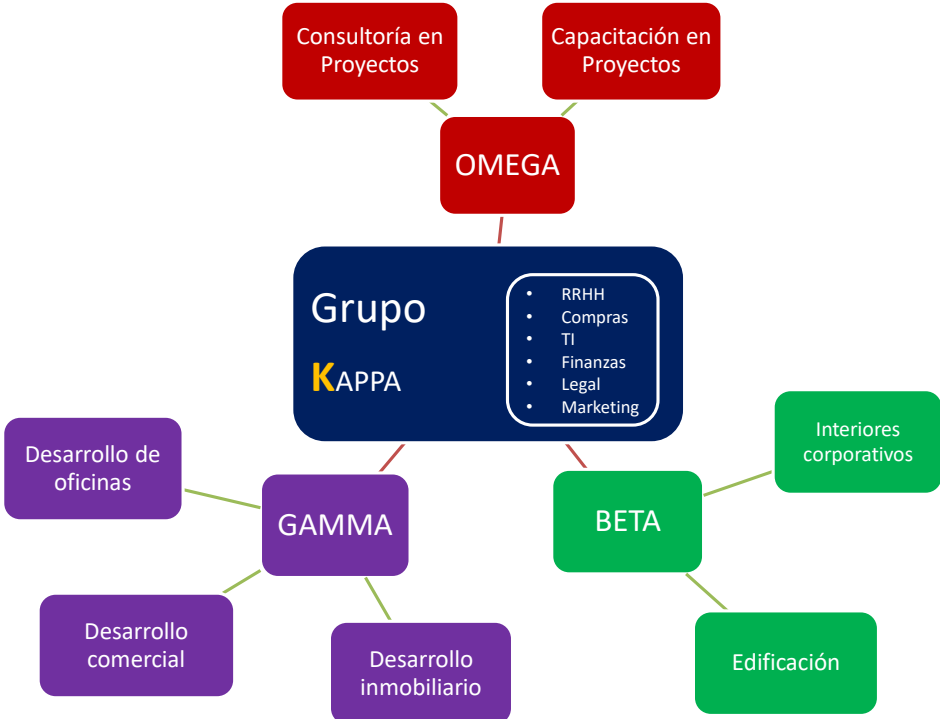 Consultoría en
Proyectos
Capacitación en
Proyectos
OMEGA
Grupo
KAPPA
• RRHH
• Compras
• TI
• Finanzas
• Legal
• Marketing
Desarrollo de
oficinas
GAMMA
Desarrollo
comercial
Desarrollo
inmobiliario
BETA
Interiores
corporativos
Edificación